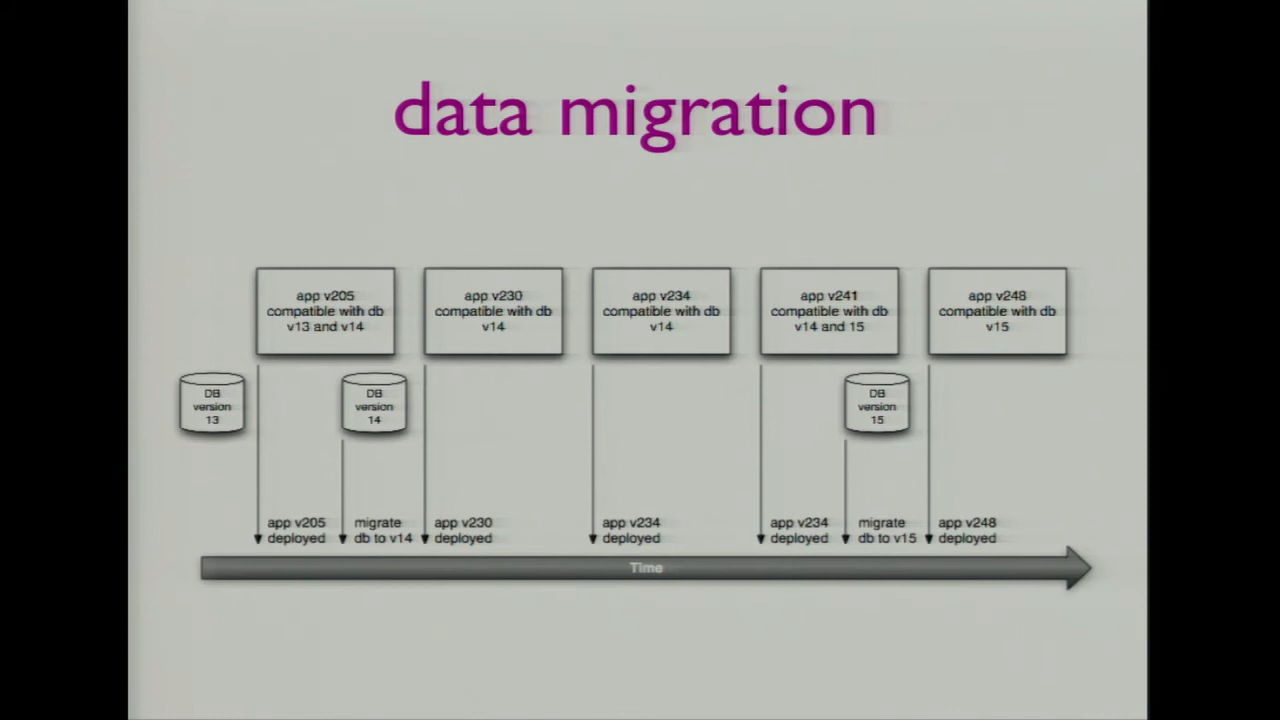 data migration
app v205
compatible with db
v13 and v14
app v230
compatible with db
v14
app v234
compatible with db
v14
app v241
compatible with db
v14 and 15
app v248
compatible with db
v15
DB
version
13
DB
version
14
DB
version
15
app v205
deployed
migrate
db to v14
app v230
deployed
app v234
deployed
app v234
deployed
migrate
db to v15
app v248
deployed
Time